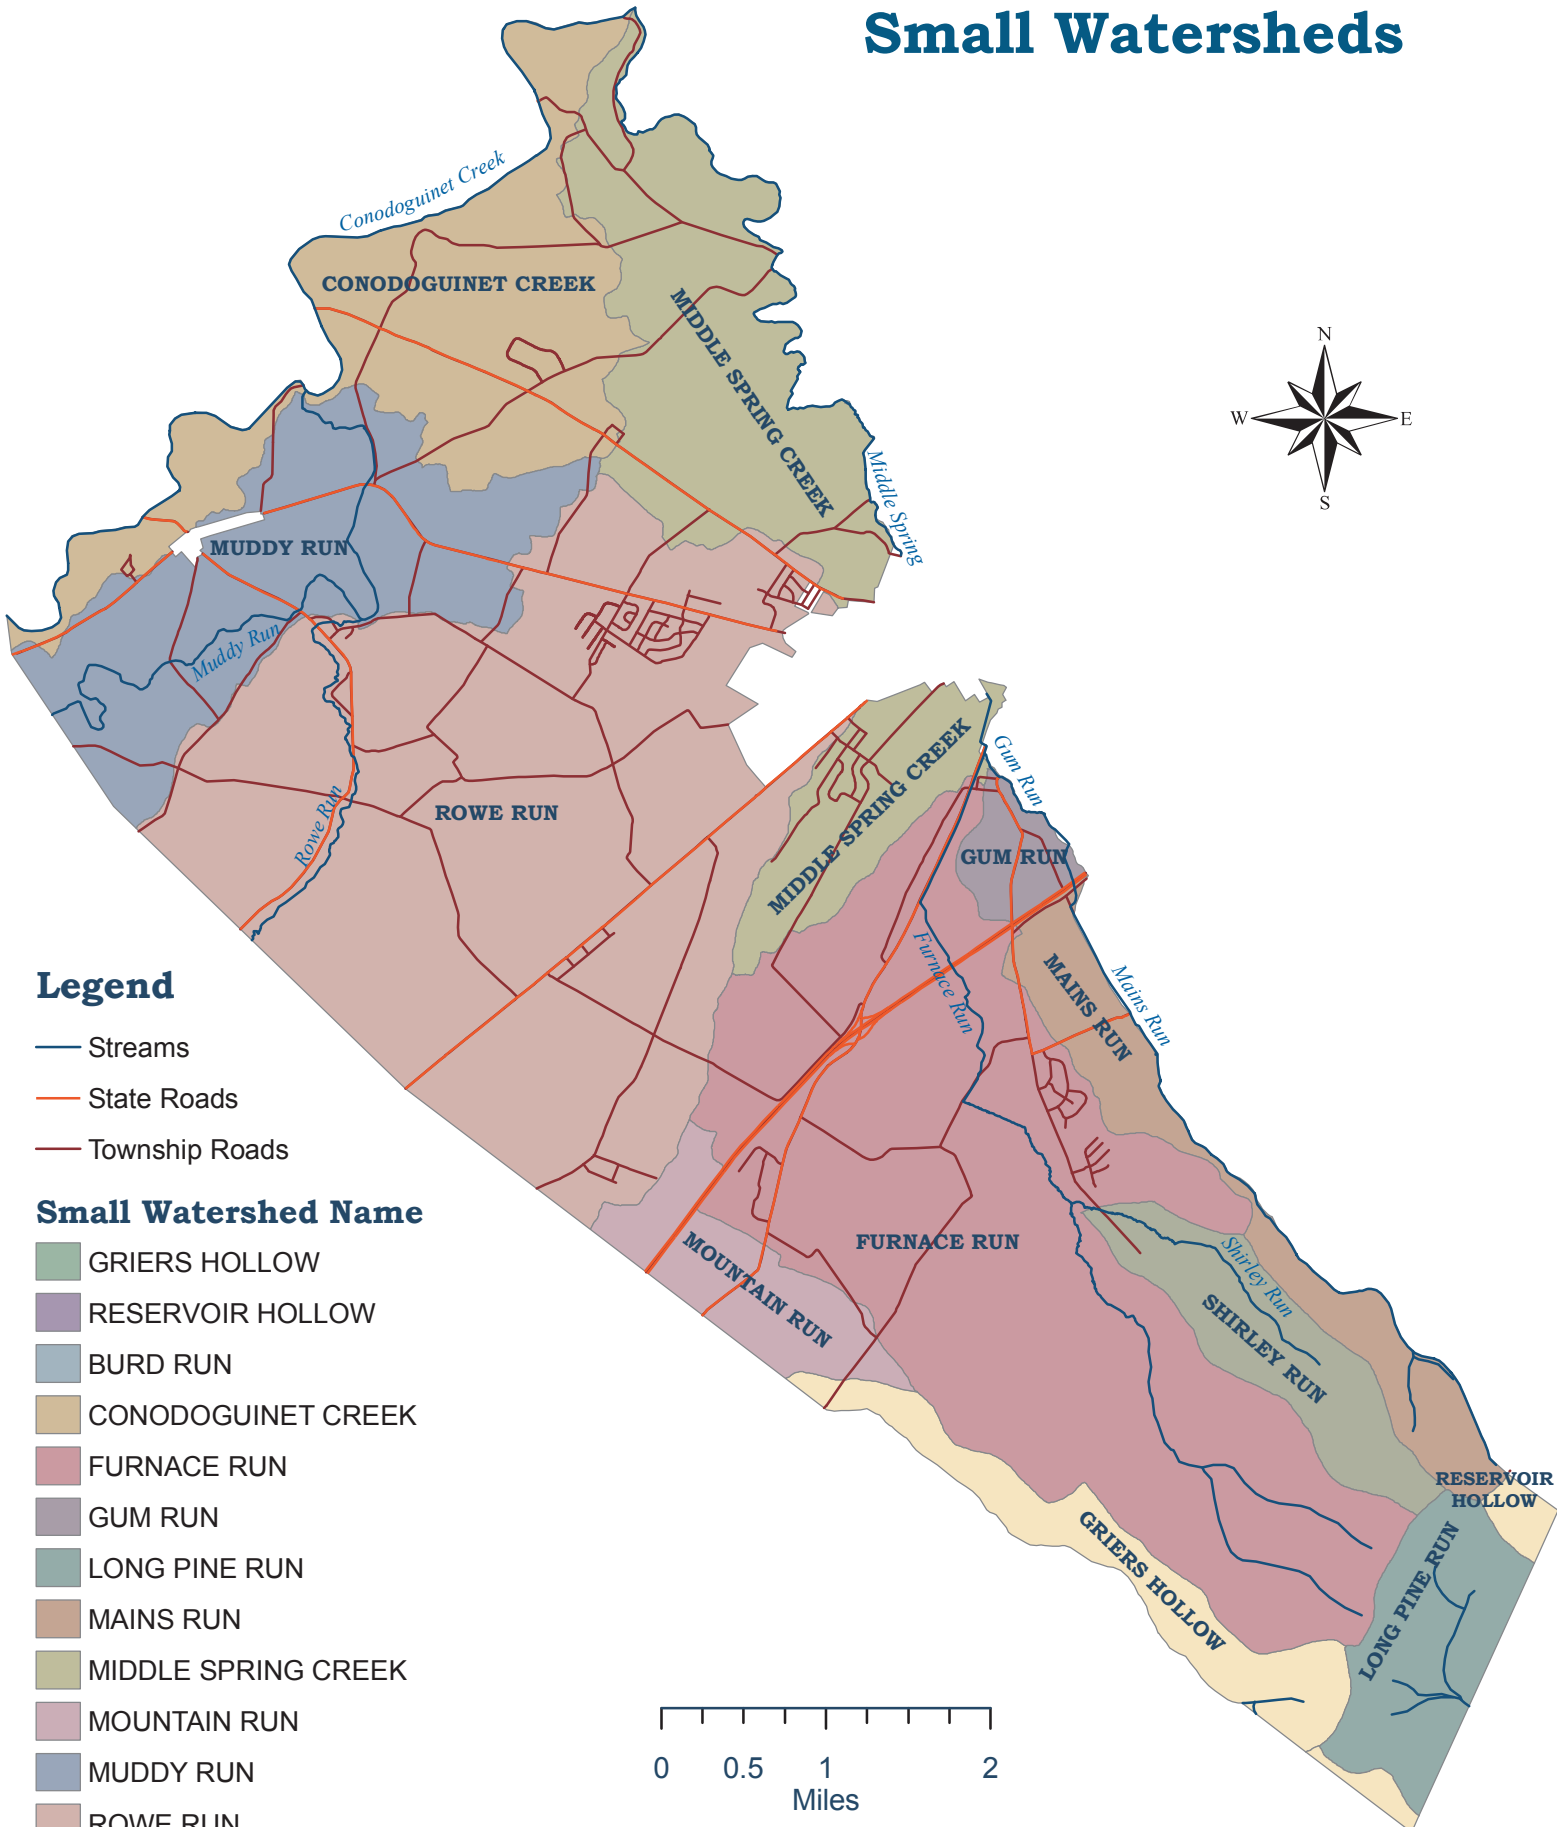 Small Watersheds
Conodoguinet Creek
CONODOGUINET CREEK
MIDDLE SPRING CREEK
N
W
E
S
Middle Spring
MUDDY RUN
Muddy Run
Gum Run
MIDDLE SPRING CREEK
Rowe Run
ROWE RUN
GUM RUN
Furnace Run
MAINS RUN
Mains Run
Legend
Streams
State Roads
Township Roads
Small Watershed Name
GRIERS HOLLOW
RESERVOIR HOLLOW
BURD RUN
CONODOGUINET CREEK
FURNACE RUN
GUM RUN
LONG PINE RUN
MAINS RUN
MIDDLE SPRING CREEK
MOUNTAIN RUN
MUDDY RUN
ROWE RUN
MOUNTAIN RUN
FURNACE RUN
Shirley Run
SHIRLEY RUN
RESERVOIR
HOLLOW
GRIERS HOLLOW
LONG PINE RUN
0 0.5 1 2
Miles